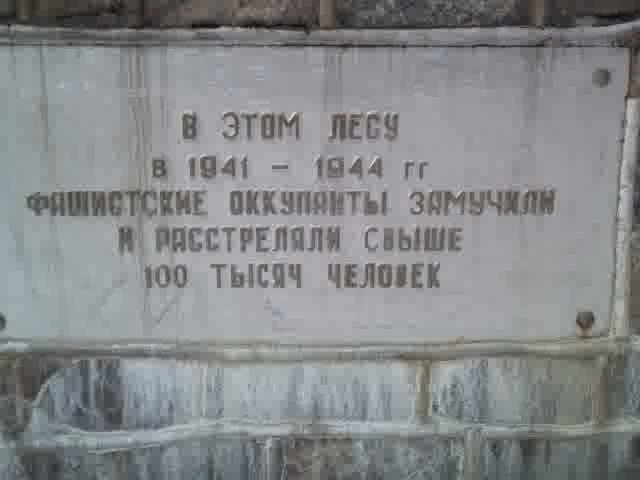 В ЭТОМ ЛЕСУ
В 1941 – 1944 гг
ФАШИСТСКИЕ ОККУПАНТЫ ЗАМУЧИЛИ
И РАССТРЕЛЯЛИ СВЫШЕ
100 ТЫСЯЧ ЧЕЛОВЕК